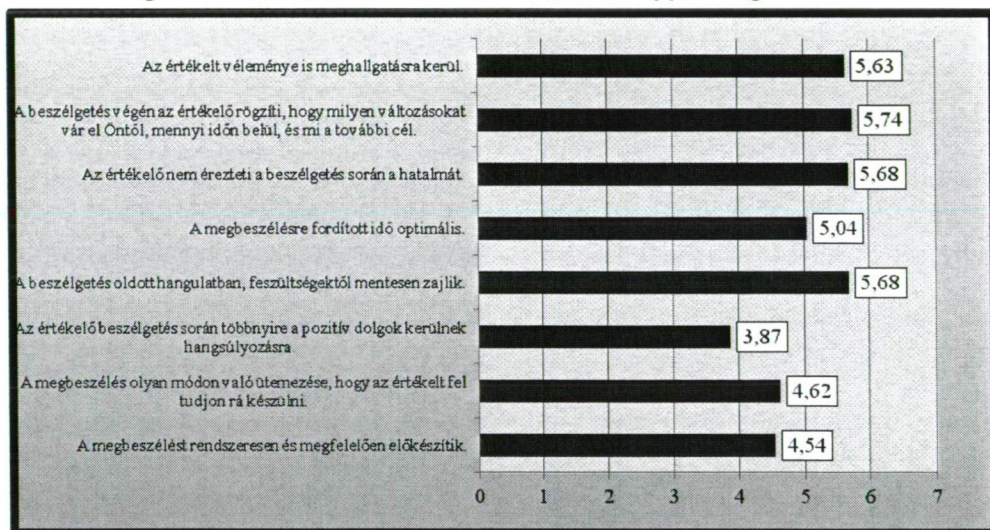 Az értékelt véleménye is meghallgatásra kerül.
5,63
A beszélgetés végén az értékelő rögzíti, hogy milyen változásokat
vár el Öntől, mennyi időn belül, és mi a további cél.
5,74
Az értékelő nem érezteti a beszélgetés során a hatalmát.
5,68
A megbeszélésre fordított idő optimális.
5,04
A beszélgetés oldott hangulatban, feszültségektől mentesen zajlik.
5,68
Az értékelő beszélgetés során többnyire a pozitív dolgok kerülnek
hangsúlyozásra
3,87
A megbeszélés olyan módon való ütemezése, hogy az értékelt fel
tudjon rá készülni.
4,62
A megbeszélést rendszeresen és megfelelően előkészítik.
4,54
0 1 2 3 4 5 6 7